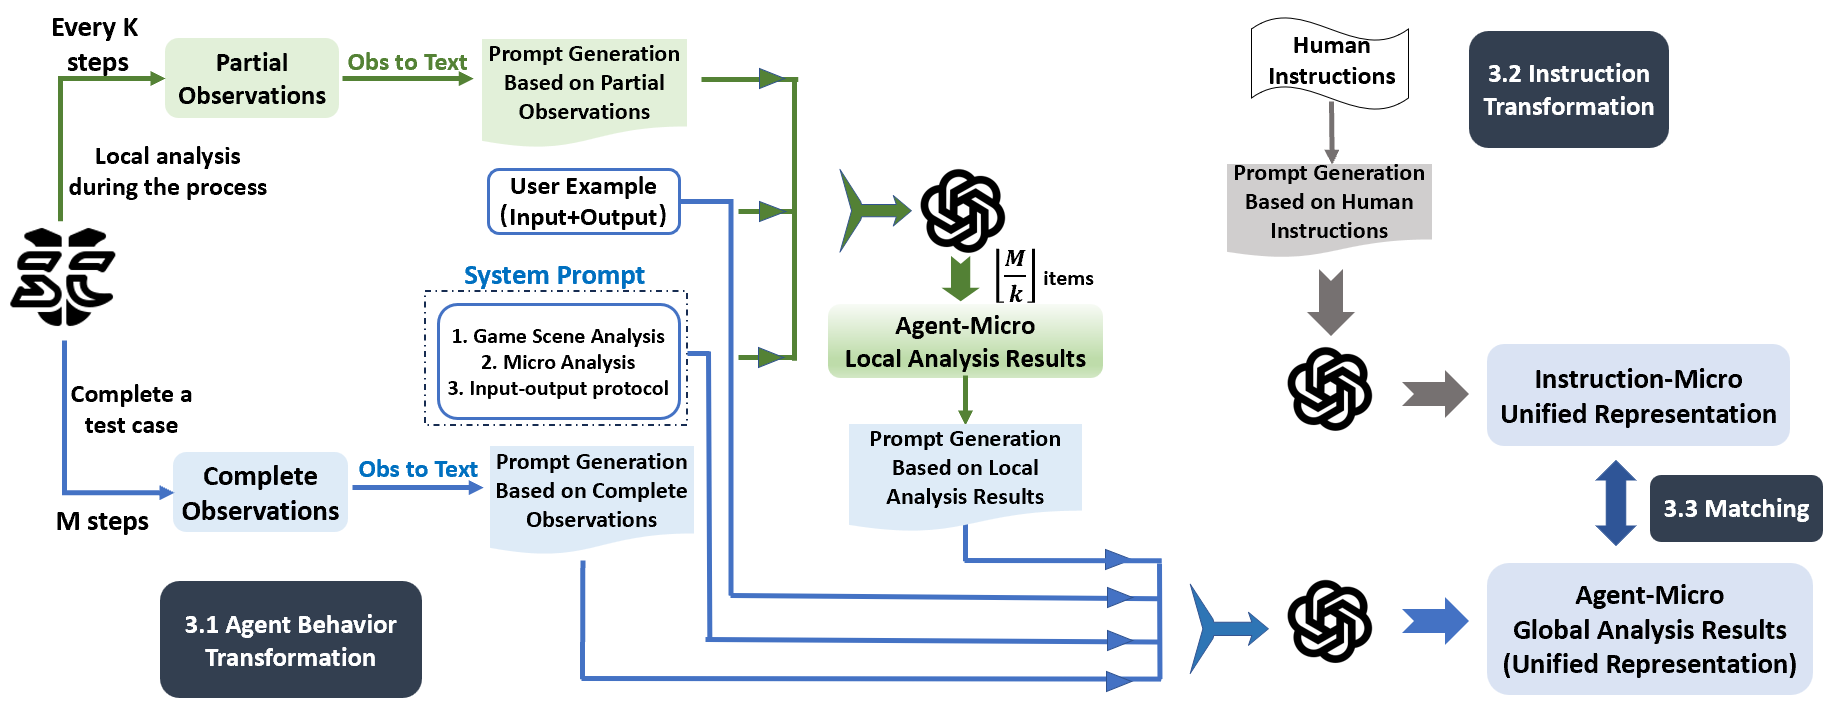 Every K
steps
Partial
Observations
Obs to Text
Prompt Generation
Based on Partial
Observations
Local analysis
during the process
User Example
(Input+Output)
System Prompt
1. Game Scene Analysis
2. Micro Analysis
3. Input-output protocol
Complete a
test case
M steps
Complete
Observations
Obs to Text
Prompt Generation
Based on Complete
Observations
3.1 Agent Behavior
Transformation
⌊M/k⌋ items
Agent-Micro
Local Analysis Results
Prompt Generation
Based on Local
Analysis Results
Human
Instructions
3.2 Instruction
Transformation
Prompt Generation
Based on Human
Instructions
Instruction-Micro
Unified Representation
3.3 Matching
Agent-Micro
Global Analysis Results
(Unified Representation)